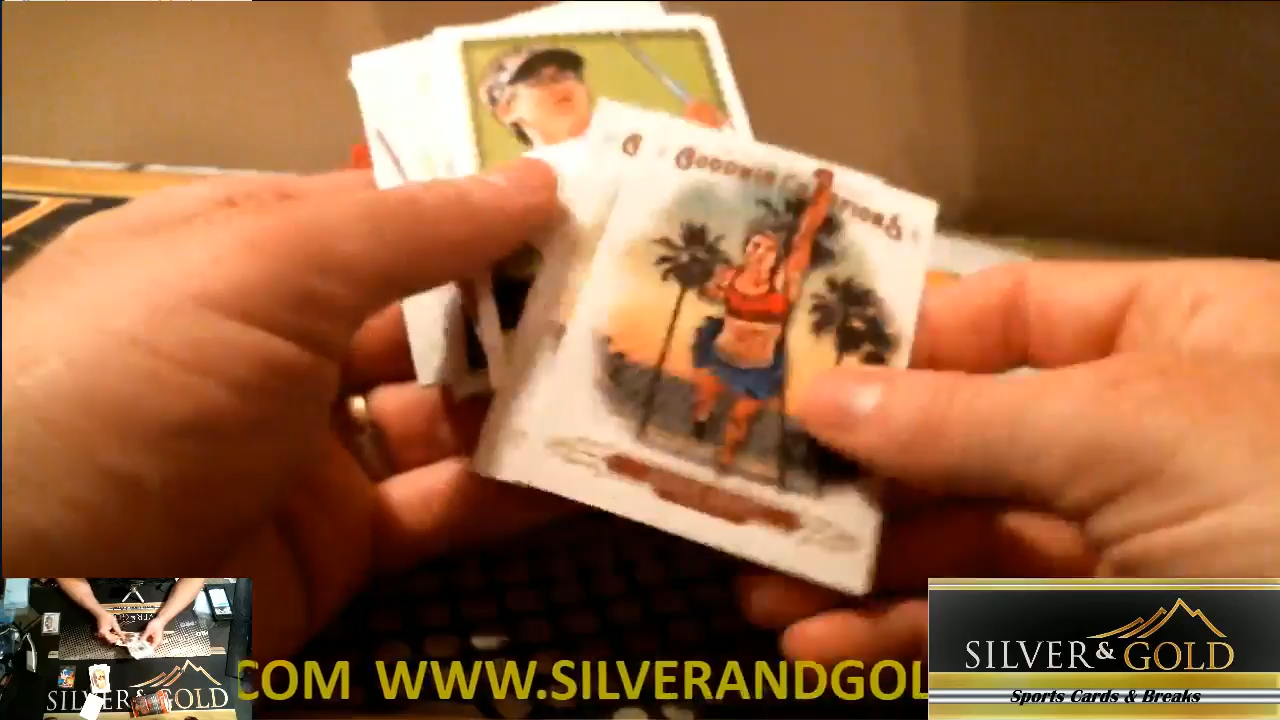 Goodwin Champions
.COM WWW.SILVERANDGOL
SILVER & GOLD
Sports Cards & Breaks
SILVER & GOLD